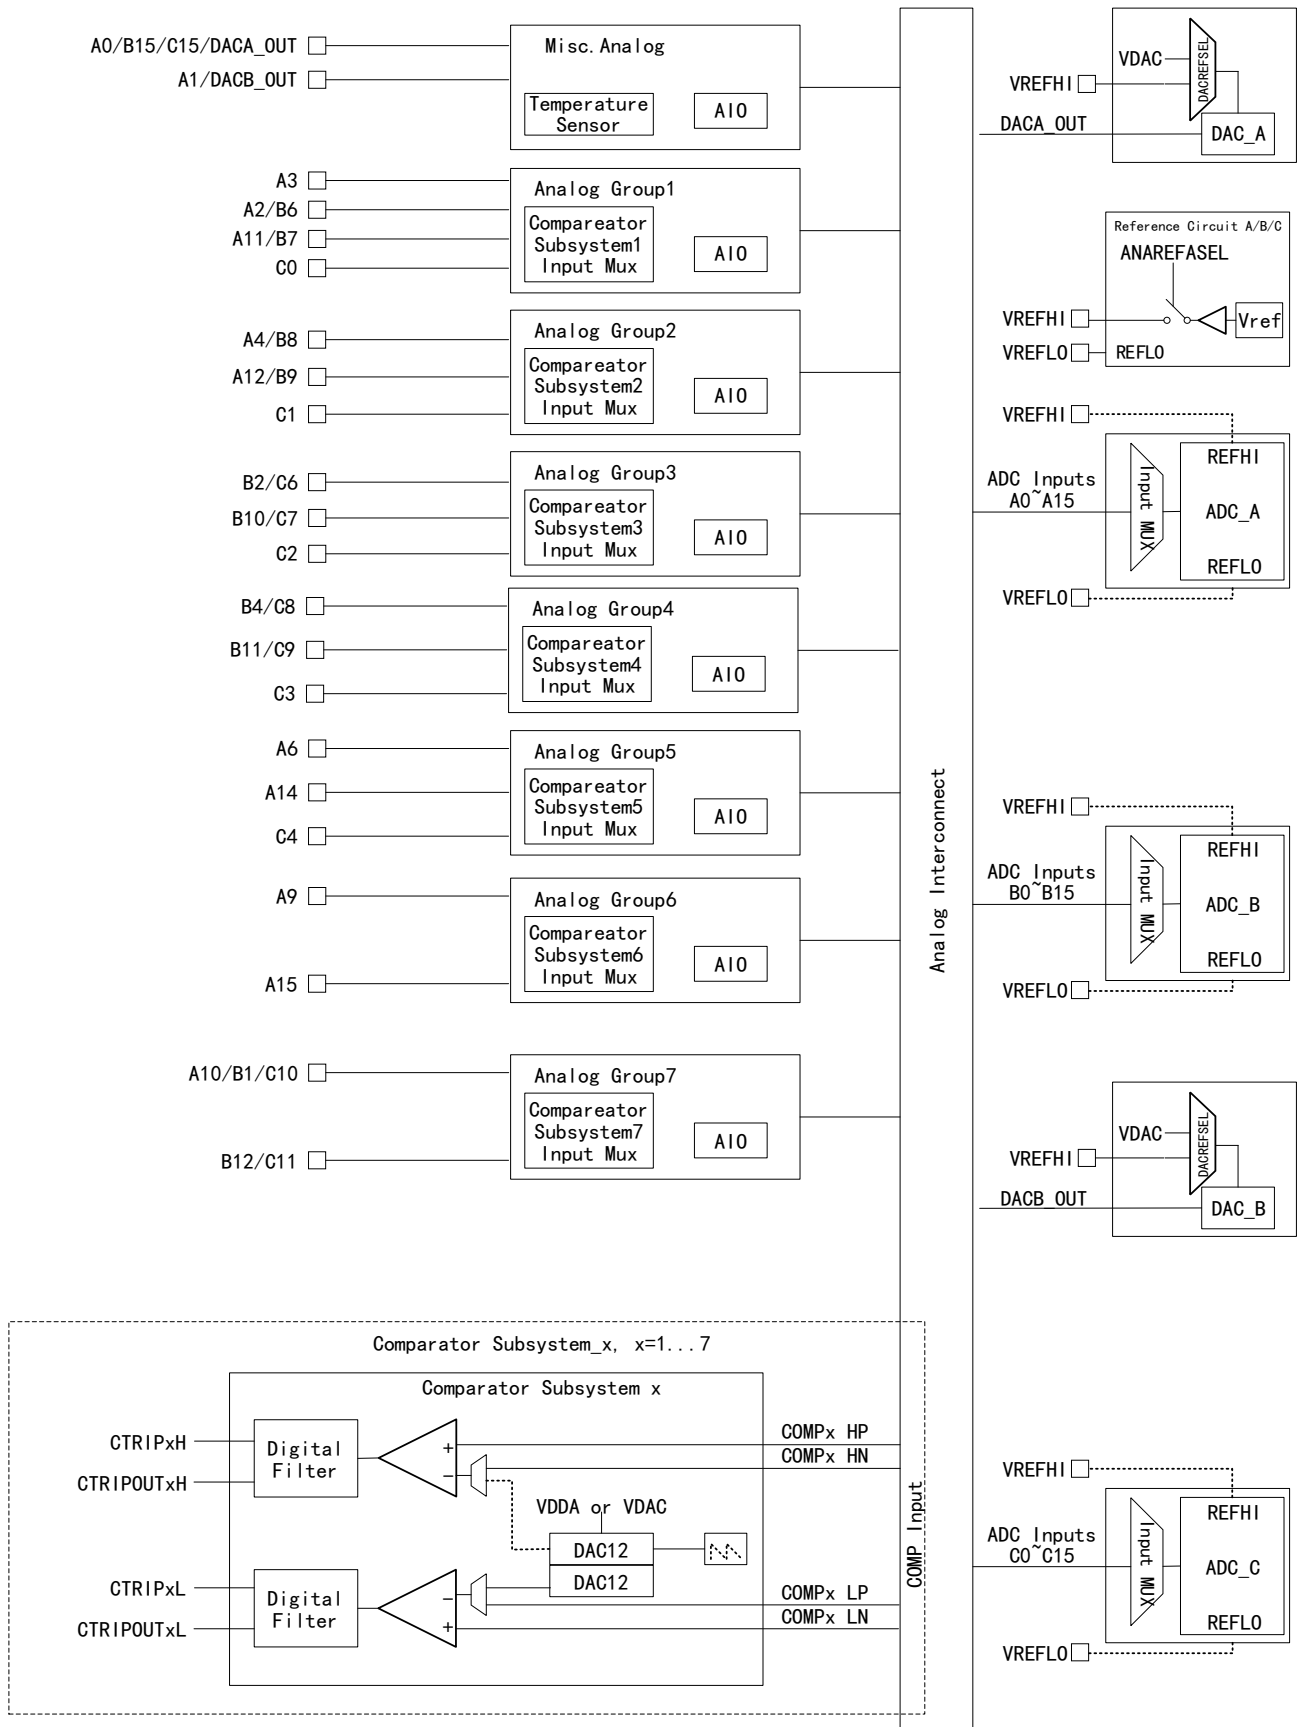 A0/B15/C15/DACA_OUT
A1/DACB_OUT
Misc.Analog
Temperature
Sensor
AIO
A3
A2/B6
A11/B7
C0
Analog Group1
Compareator
Subsystem1
Input Mux
AIO
A4/B8
A12/B9
C1
Analog Group2
Compareator
Subsystem2
Input Mux
AIO
B2/C6
B10/C7
C2
Analog Group3
Compareator
Subsystem3
Input Mux
AIO
B4/C8
B11/C9
C3
Analog Group4
Compareator
Subsystem4
Input Mux
AIO
A6
A14
C4
Analog Group5
Compareator
Subsystem5
Input Mux
AIO
A9
A15
Analog Group6
Compareator
Subsystem6
Input Mux
AIO
A10/B1/C10
B12/C11
Analog Group7
Compareator
Subsystem7
Input Mux
AIO
Analog Interconnect
VDAC
VREFHI
DACREFSEL
DACA_OUT
DAC_A
Reference Circuit A/B/C
ANAREFASEL
VREFHI
Vref
VREFLO
REFLO
VREFHI
REFHI
ADC Inputs
A0~A15
Input MUX
ADC_A
REFLO
VREFLO
VREFHI
REFHI
ADC Inputs
B0~B15
Input MUX
ADC_B
REFLO
VREFLO
VDAC
VREFHI
DACREFSEL
DACB_OUT
DAC_B
VREFHI
REFHI
ADC Inputs
C0~C15
Input MUX
ADC_C
REFLO
VREFLO
Comparator Subsystem_x, x=1...7
Comparator Subsystem x
CTRIPxH
CTRIPOUTxH
Digital
Filter
+
−
COMPx HP
COMPx HN
VDDA or VDAC
DAC12
DAC12
CTRIPxL
CTRIPOUTxL
Digital
Filter
−
+
COMPx LP
COMPx LN
COMP Input